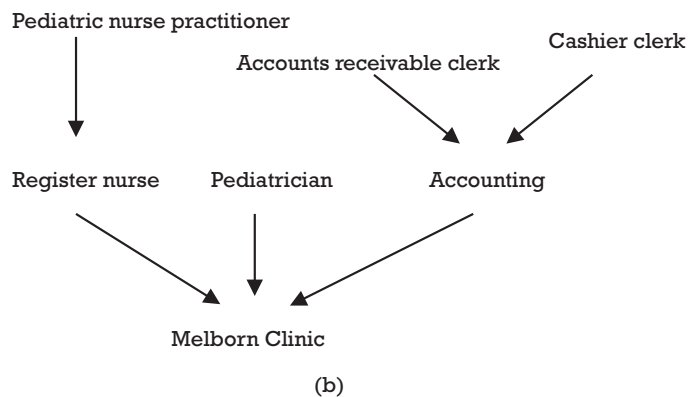 Pediatric nurse practitioner
Cashier clerk
Accounts receivable clerk
Register nurse
Pediatrician
Accounting
Melborn Clinic
(b)